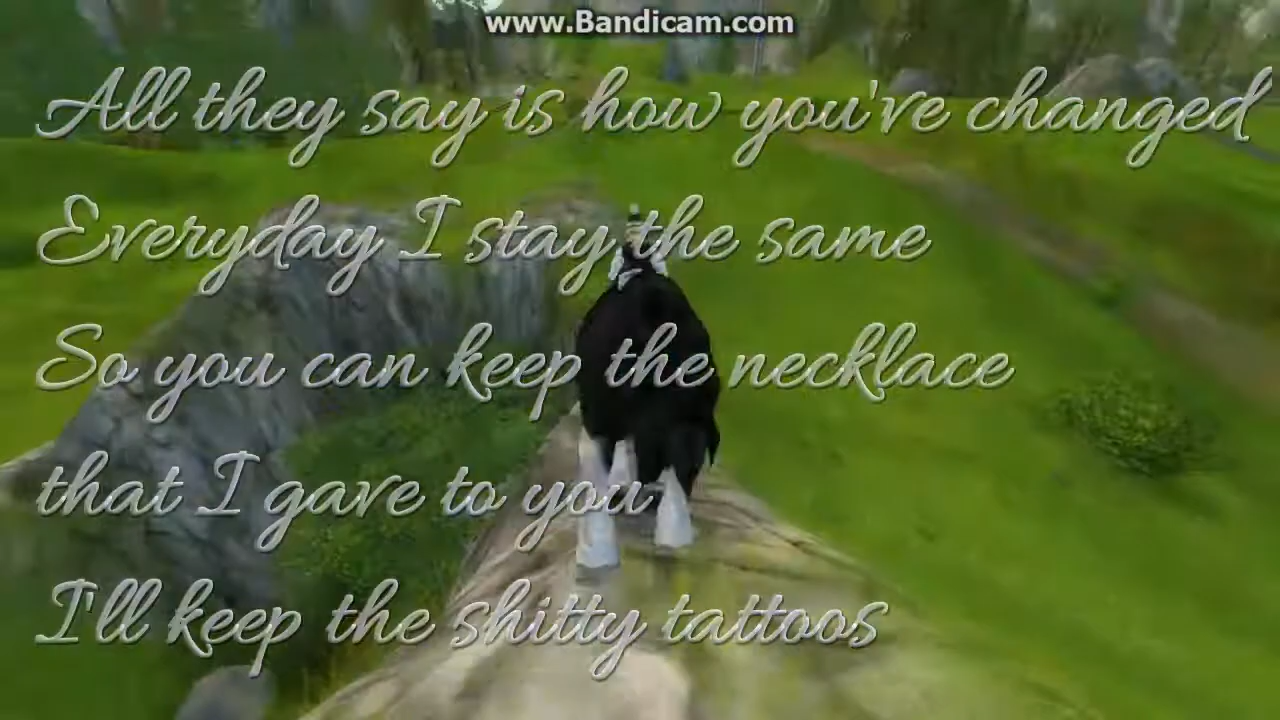 www.Bandicam.com
All they say is how you've changed
Everyday I stay the same
So you can keep the necklace
that I gave to you
I'll keep the shitty tattoos